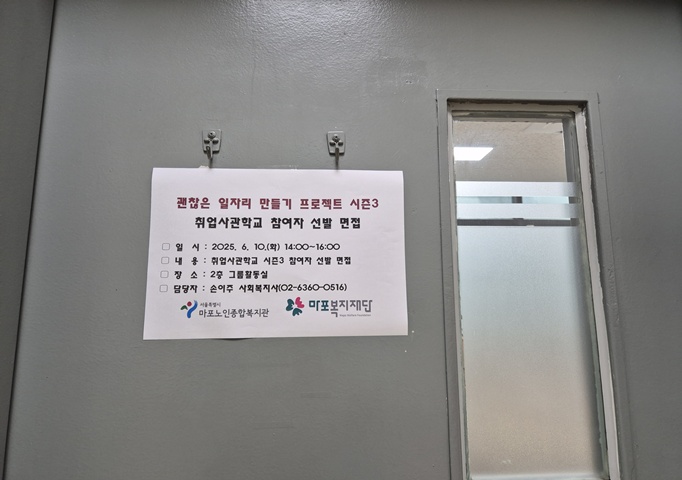 괜찮은 일자리 만들기 프로젝트 시즌3
취업사관학교 참여자 선발 면접
□ 일 시 : 2025. 6. 10.(화) 14:00~16:00
□ 내 용 : 취업사관학교 시즌3 참여자 선발 면접
□ 장 소 : 2층 그룹활동실
□ 담당자 : 손이주 사회복지사(02-6360-0516)
서울특별시
마포노인종합복지관
마포복지재단